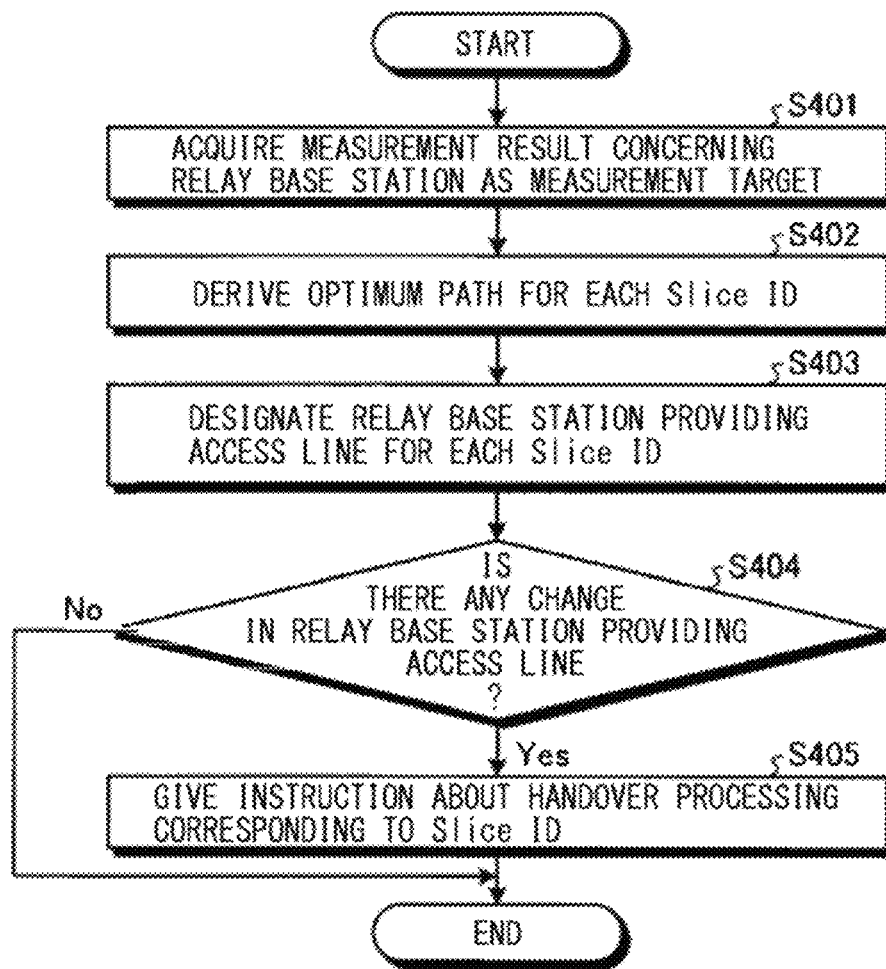 START
S401
ACQUIRE MEASUREMENT RESULT CONCERNING
RELAY BASE STATION AS MEASUREMENT TARGET
S402
DERIVE OPTIMUM PATH FOR EACH Slice ID
S403
DESIGNATE RELAY BASE STATION PROVIDING
ACCESS LINE FOR EACH Slice ID
S404
IS
THERE ANY CHANGE
IN RELAY BASE STATION PROVIDING
ACCESS LINE
?
No
Yes
S405
GIVE INSTRUCTION ABOUT HANDOVER PROCESSING
CORRESPONDING TO Slice ID
END